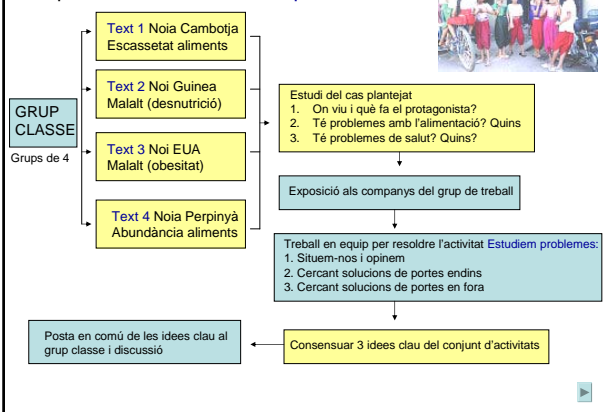 Text 1 Noia Cambotja
Escassetat aliments
Text 2 Noi Guinea
Malalt (desnutrició)
GRUP
CLASSE
Grups de 4
Text 3 Noi EUA
Malalt (obesitat)
Text 4 Noia Perpinyà
Abundància aliments
Estudi del cas plantejat
1. On viu i què fa el protagonista?
2. Té problemes amb l'alimentació? Quins
3. Té problemes de salut? Quins?
Exposició als companys del grup de treball
Treball en equip per resoldre l'activitat Estudiem problemes:
1. Situem-nos i opinem
2. Cercant solucions de portes endins
3. Cercant solucions de portes en fora
Consensuar 3 idees clau del conjunt d'activitats
Posta en comú de les idees clau al
grup classe i discussió